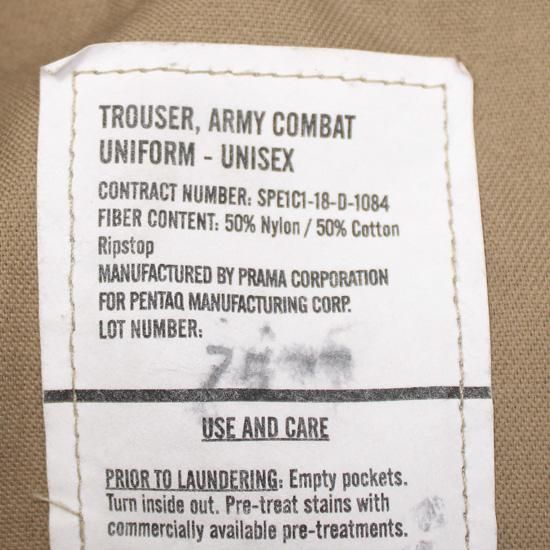 TROUSER, ARMY COMBAT
UNIFORM - UNISEX
CONTRACT NUMBER: SPE1C1-18-D-1084
FIBER CONTENT: 50% Nylon / 50% Cotton
Ripstop
MANUFACTURED BY PRAMA CORPORATION
FOR PENTAQ MANUFACTURING CORP.
LOT NUMBER:
USE AND CARE
PRIOR TO LAUNDERING: Empty pockets.
Turn inside out. Pre-treat stains with
commercially available pre-treatments.